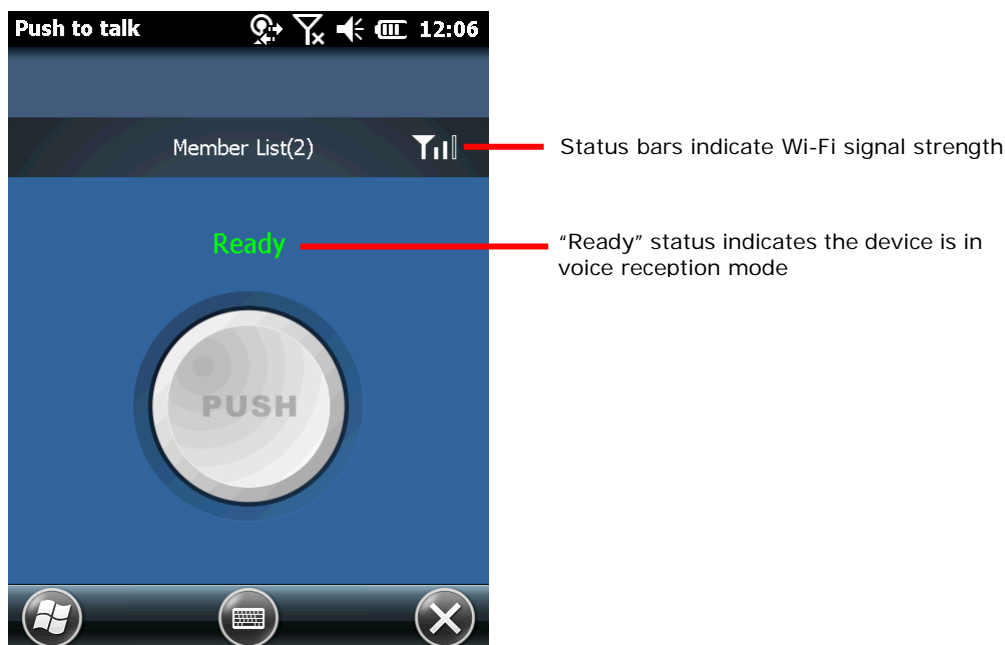 Push to talk 12:06
Member List(2)
Status bars indicate Wi-Fi signal strength
Ready
“Ready” status indicates the device is in
voice reception mode
PUSH